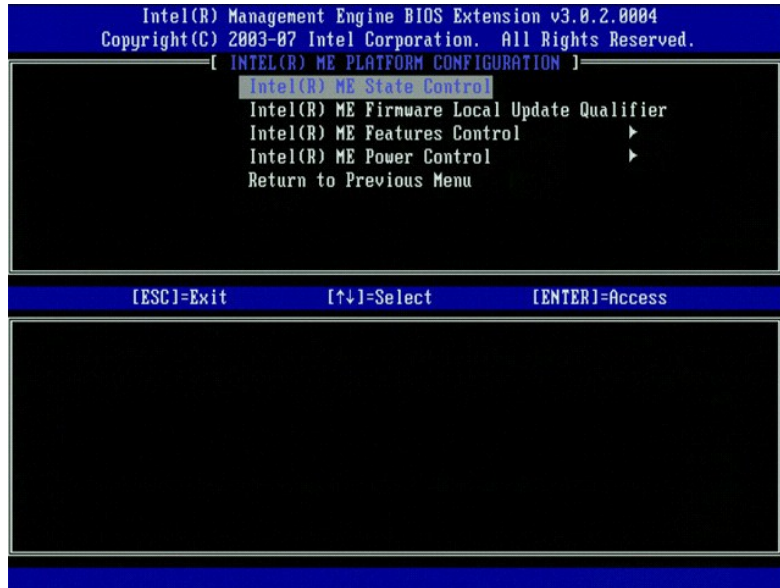 Intel(R) Management Engine BIOS Extension v3.0.2.0004
Copyright(C) 2003-07 Intel Corporation. All Rights Reserved.
[ INTEL(R) ME PLATFORM CONFIGURATION ]
Intel(R) ME State Control
Intel(R) ME Firmware Local Update Qualifier
Intel(R) ME Features Control ►
Intel(R) ME Power Control ►
Return to Previous Menu
[ESC]=Exit [↑↓]=Select [ENTER]=Access